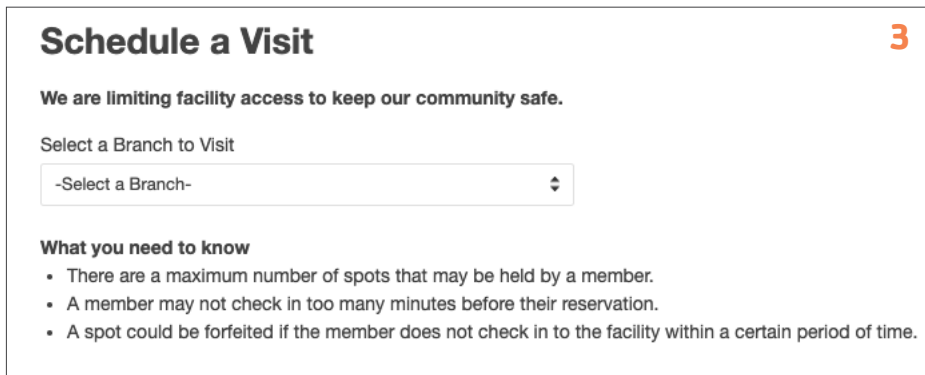 Schedule a Visit
3
We are limiting facility access to keep our community safe.
Select a Branch to Visit
-Select a Branch-
What you need to know
• There are a maximum number of spots that may be held by a member.
• A member may not check in too many minutes before their reservation.
• A spot could be forfeited if the member does not check in to the facility within a certain period of time.